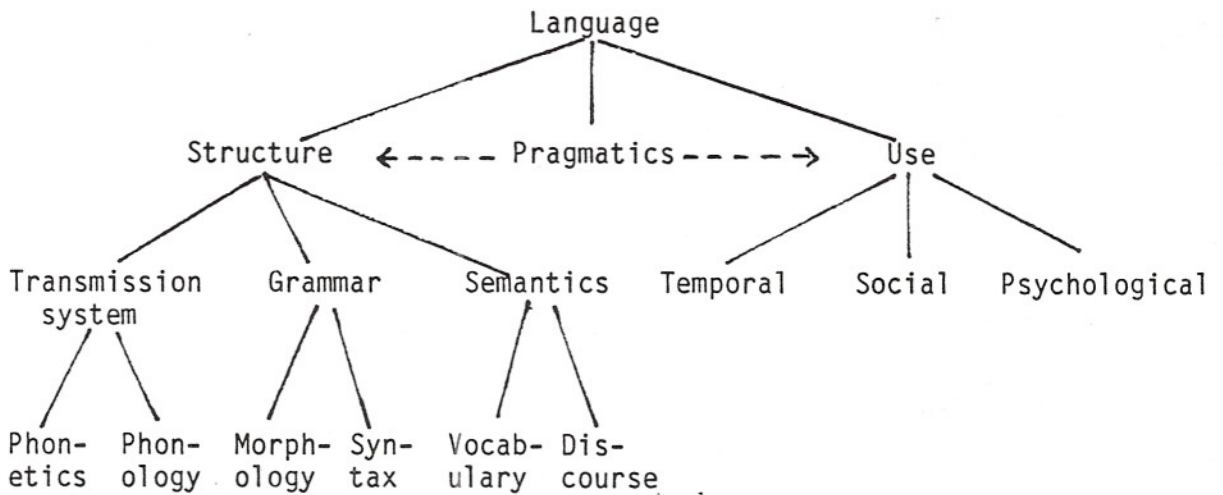 Language
Structure <---- Pragmatics ----> Use
Transmission Grammar Semantics Temporal Social Psychological
system
Phon- Phon- Morph- Syn- Vocab- Dis-
etics ology ology tax ulary course